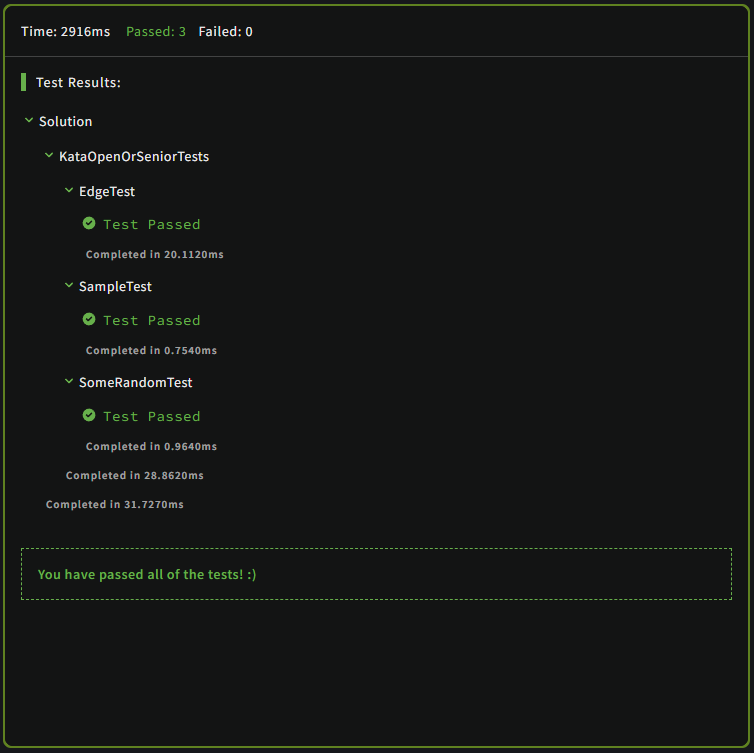 Time: 2916ms Passed: 3 Failed: 0
Test Results:
Solution
KataOpenOrSeniorTests
EdgeTest
Test Passed
Completed in 20.1120ms
SampleTest
Test Passed
Completed in 0.7540ms
SomeRandomTest
Test Passed
Completed in 0.9640ms
Completed in 28.8620ms
Completed in 31.7270ms
You have passed all of the tests! :)